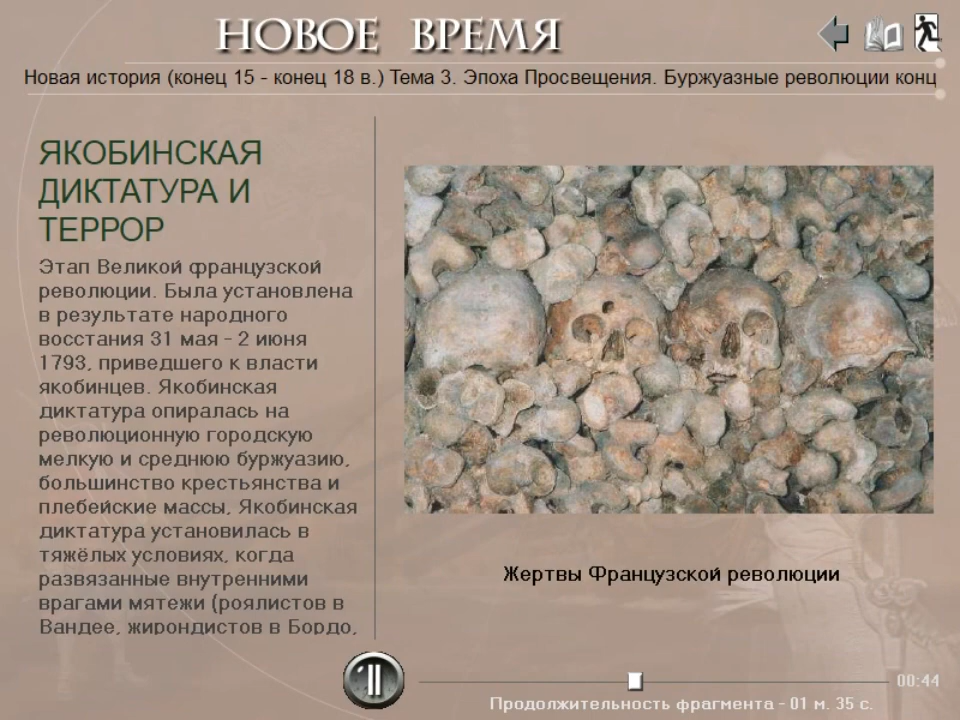 НОВОЕ ВРЕМЯ
Новая история (конец 15 - конец 18 в.) Тема 3. Эпоха Просвещения. Буржуазные революции конц
ЯКОБИНСКАЯ
ДИКТАТУРА И
ТЕРРОР
Этап Великой французской
революции. Была установлена
в результате народного
восстания 31 мая - 2 июня
1793, приведшего к власти
якобинцев. Якобинская
диктатура опиралась на
революционную городскую
мелкую и среднюю буржуазию,
большинство крестьянства и
плебейские массы, Якобинская
диктатура установилась в
тяжёлых условиях, когда
развязанные внутренними
врагами мятежи (роялистов в
Вандее, жирондистов в Бордо,
Жертвы Французской революции
00:44
Продолжительность фрагмента - 01 м. 35 с.